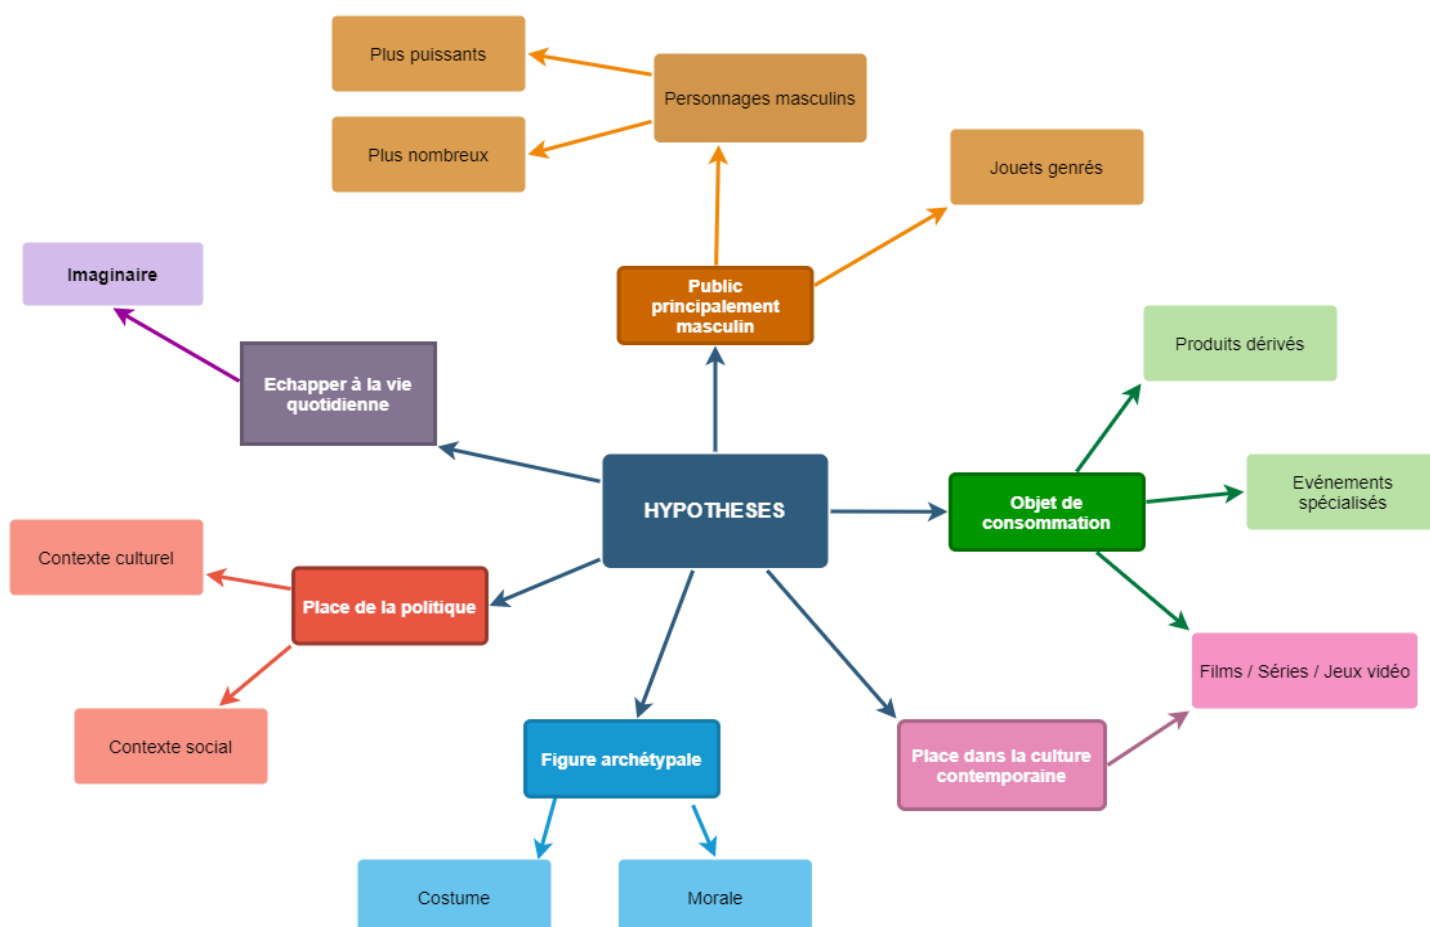 Plus puissants
Personnages masculins
Plus nombreux
Jouets genrés
Imaginaire
Public
principalement
masculin
Produits dérivés
Echapper à la vie
quotidienne
HYPOTHESES
Objet de
consommation
Evénements
spécialisés
Contexte culturel
Place de la politique
Films / Séries / Jeux vidéo
Contexte social
Figure archétypale
Place dans la culture
contemporaine
Costume
Morale